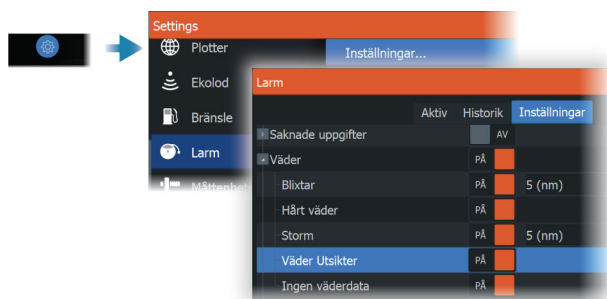 Settings
Plotter
Inställningar...
Ekolod
Bränsle
Larm
Måttenhet
Larm
Aktiv Historik Inställningar
Saknade uppgifter AV
Väder PÅ
Blixtar PÅ 5 (nm)
Hårt väder PÅ
Storm PÅ 5 (nm)
Väder Utsikter PÅ
Ingen väderdata PÅ